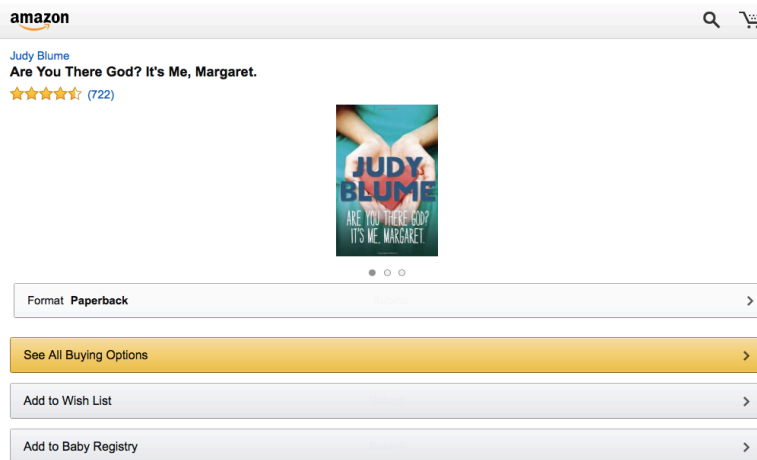 amazon
Judy Blume
Are You There God? It's Me, Margaret.
(722)
JUDY
BLUME
ARE YOU THERE GOD?
IT'S ME, MARGARET.
Format Paperback
See All Buying Options
Add to Wish List
Add to Baby Registry